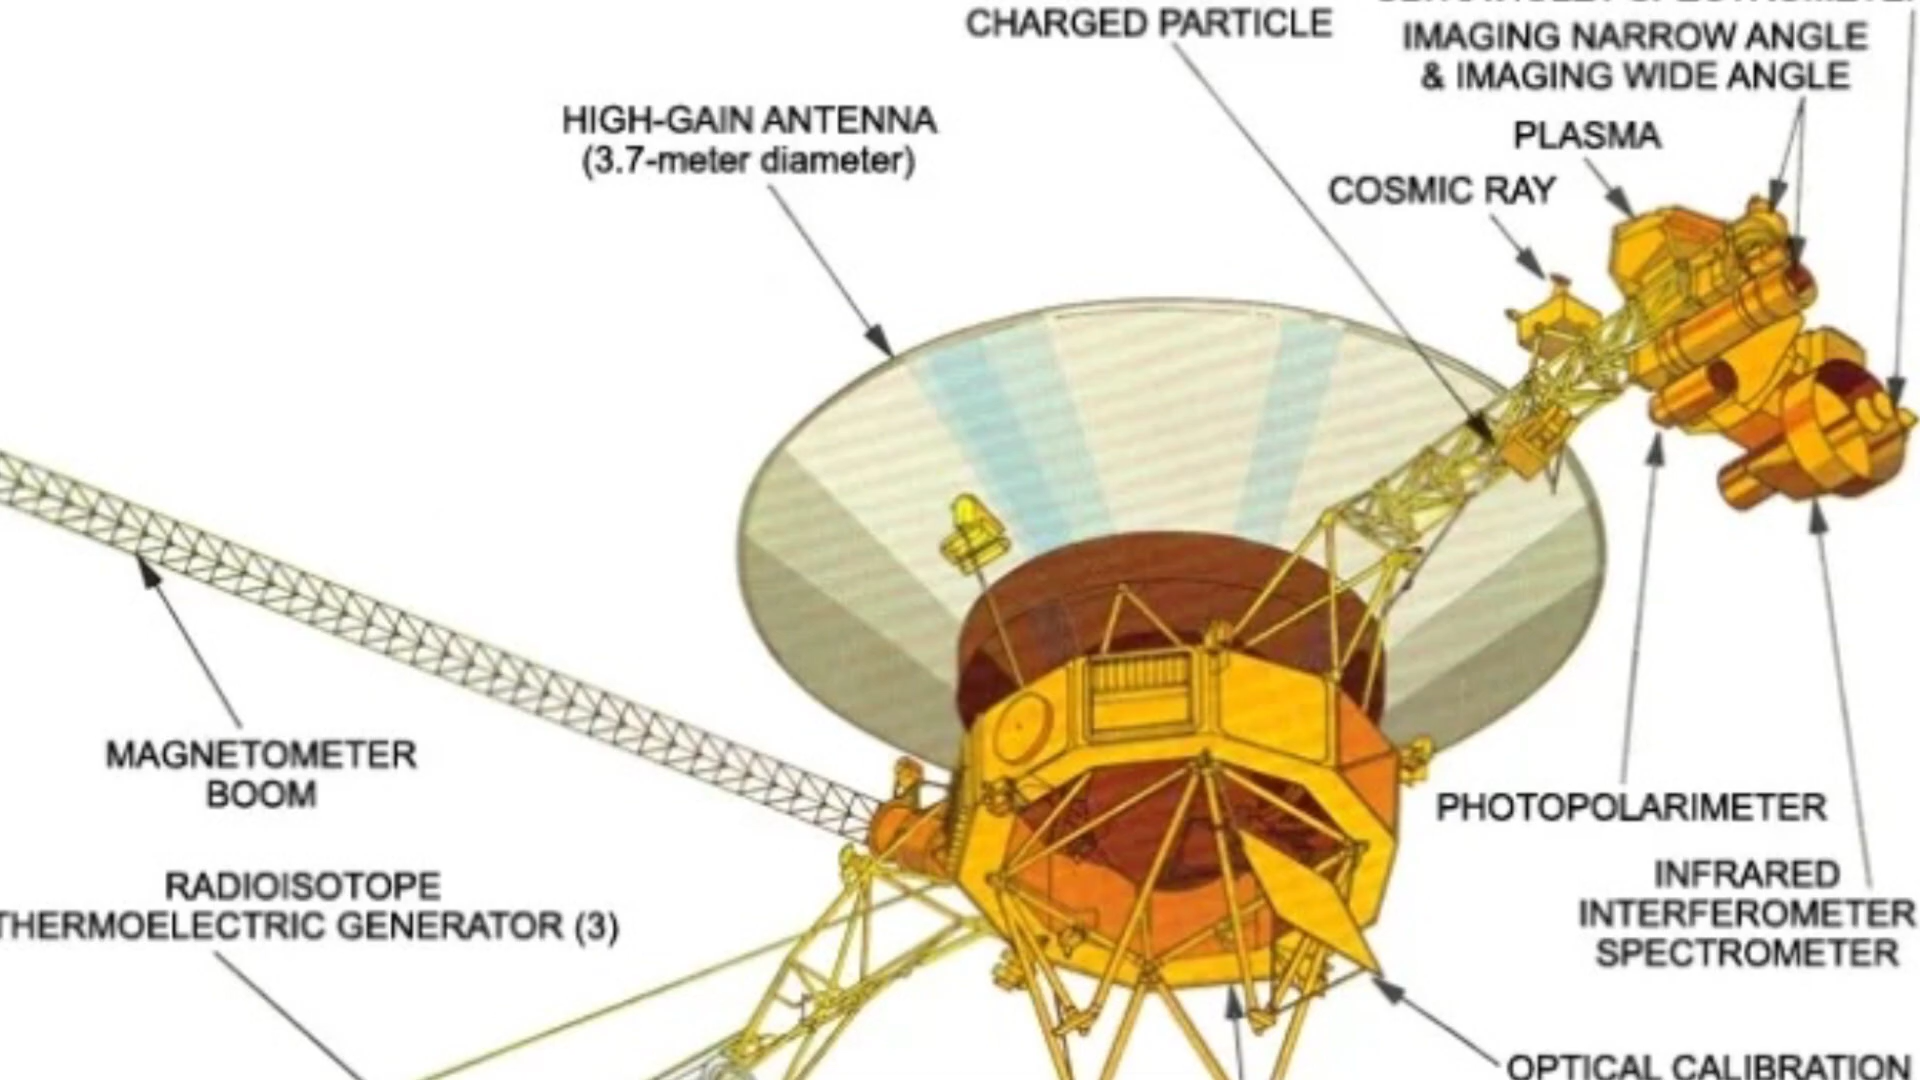 CHARGED PARTICLE
IMAGING NARROW ANGLE
& IMAGING WIDE ANGLE
HIGH-GAIN ANTENNA
(3.7-meter diameter)
PLASMA
COSMIC RAY
MAGNETOMETER
BOOM
PHOTOPOLARIMETER
RADIOISOTOPE
THERMOELECTRIC GENERATOR (3)
INFRARED
INTERFEROMETER
SPECTROMETER
OPTICAL CALIBRATION